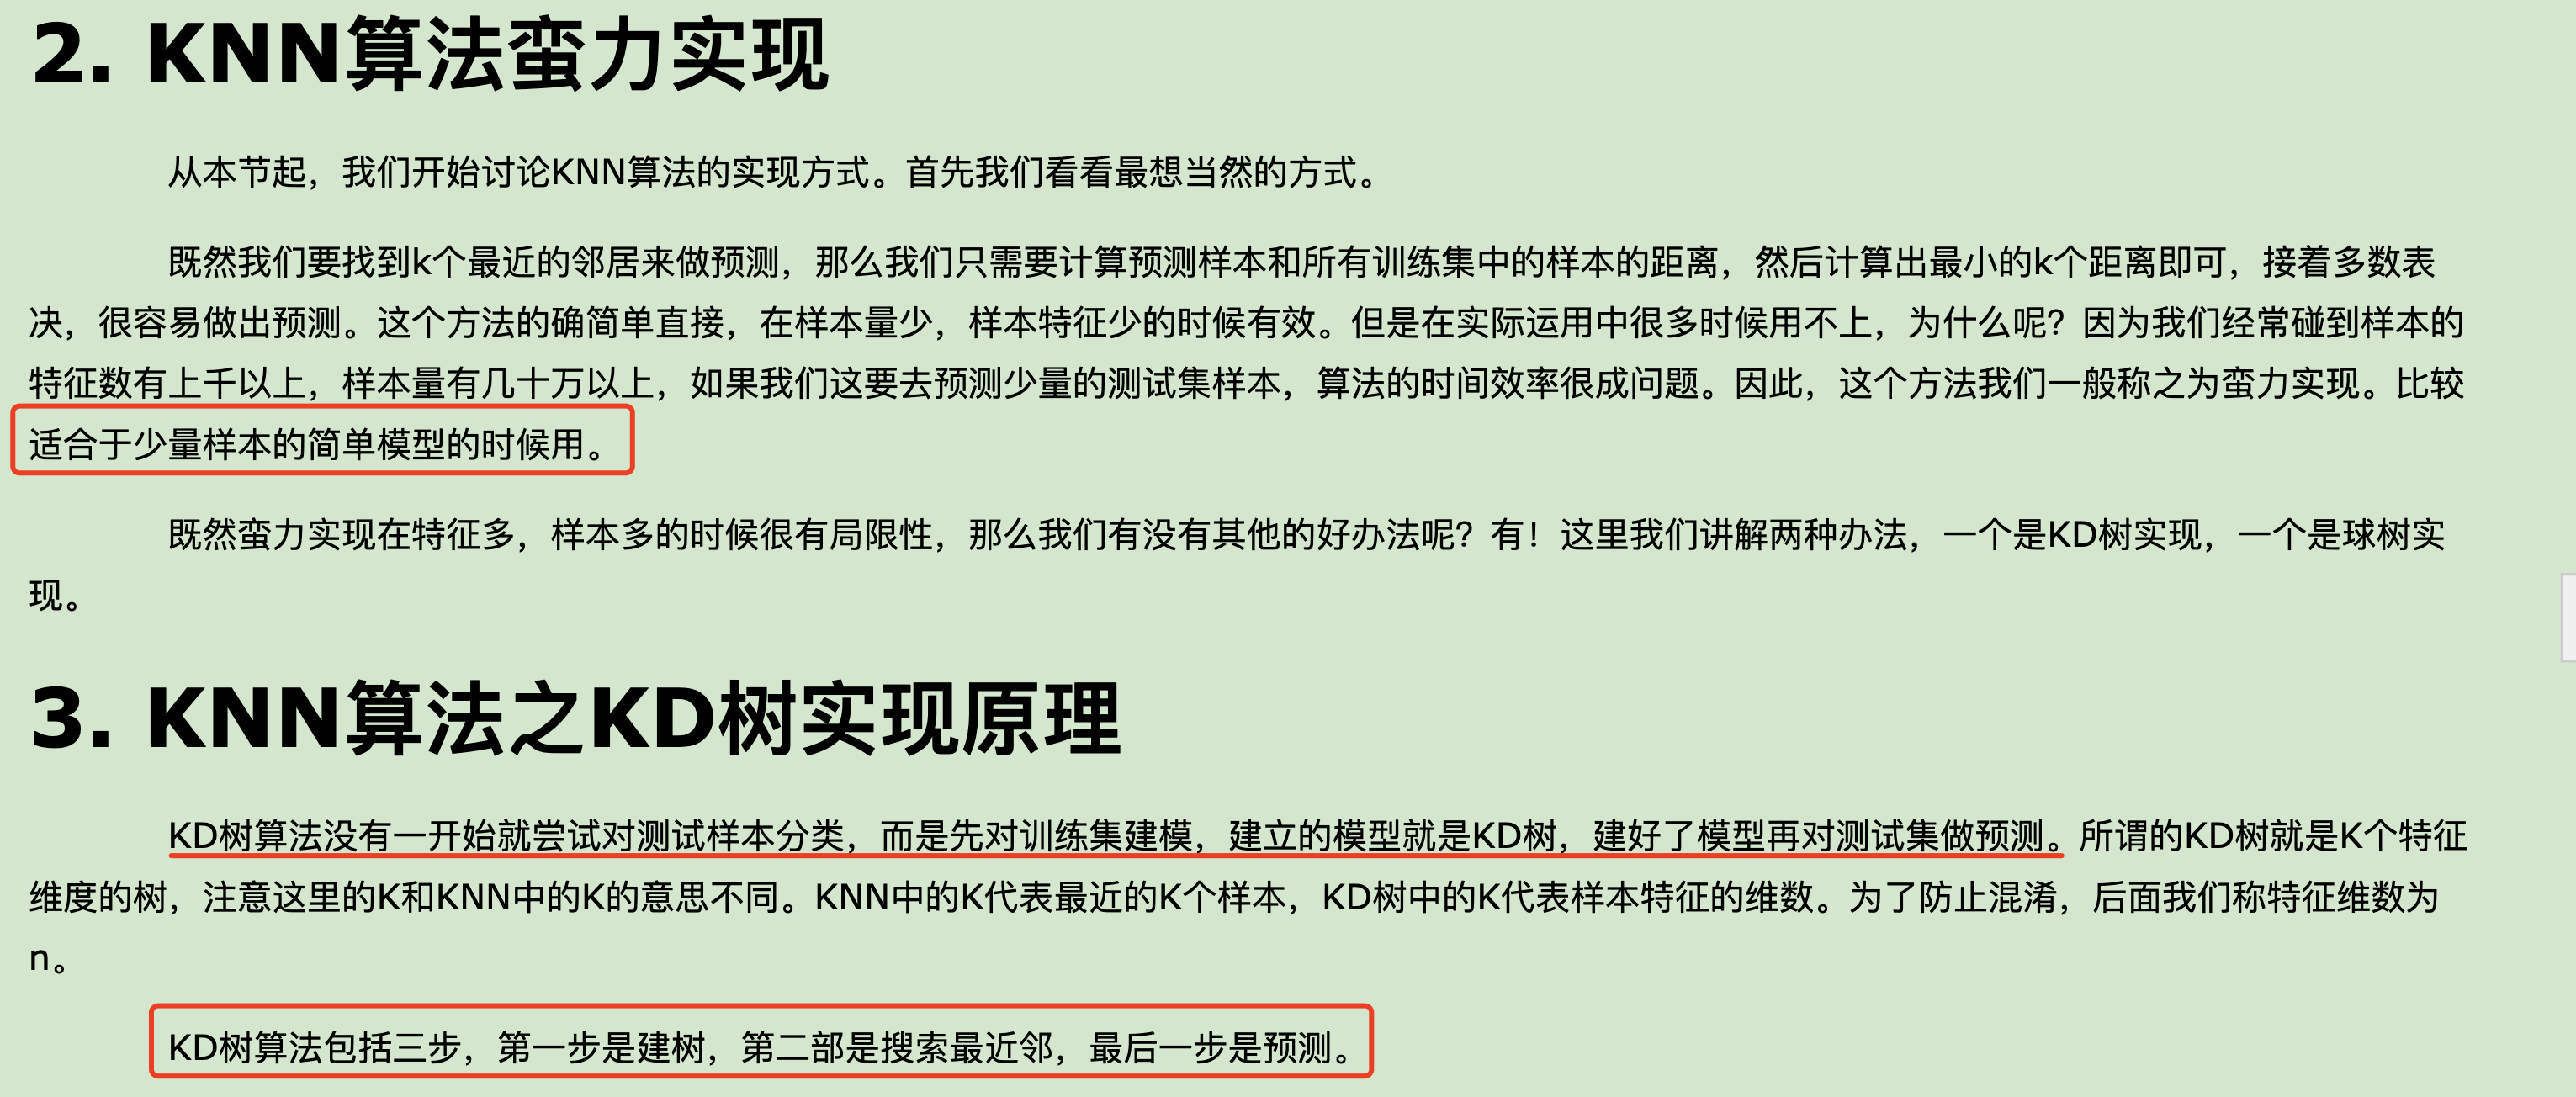 2. KNN算法蛮力实现
从本节起，我们开始讨论KNN算法的实现方式。首先我们看看最想当然的方式。
既然我们要找到k个最近的邻居来做预测，那么我们只需要计算预测样本和所有训练集中的样本的距离，然后计算出最小的k个距离即可，接着多数表
决，很容易做出预测。这个方法的确简单直接，在样本量少，样本特征少的时候有效。但是在实际运用中很多时候用不上，为什么呢？因为我们经常碰到样本的
特征数有上千以上，样本量有几十万以上，如果我们这要去预测少量的测试集样本，算法的时间效率很成问题。因此，这个方法我们一般称之为蛮力实现。比较
适合于少量样本的简单模型的时候用。
既然蛮力实现在特征多，样本多的时候很有局限性，那么我们有没有其他的好办法呢？有！这里我们讲解两种办法，一个是KD树实现，一个是球树实
现。
3. KNN算法之KD树实现原理
KD树算法没有一开始就尝试对测试样本分类，而是先对训练集建模，建立的模型就是KD树，建好了模型再对测试集做预测。所谓的KD树就是K个特征
维度的树，注意这里的K和KNN中的K的意思不同。KNN中的K代表最近的K个样本，KD树中的K代表样本特征的维数。为了防止混淆，后面我们称特征维数为
n。
KD树算法包括三步，第一步是建树，第二部是搜索最近邻，最后一步是预测。